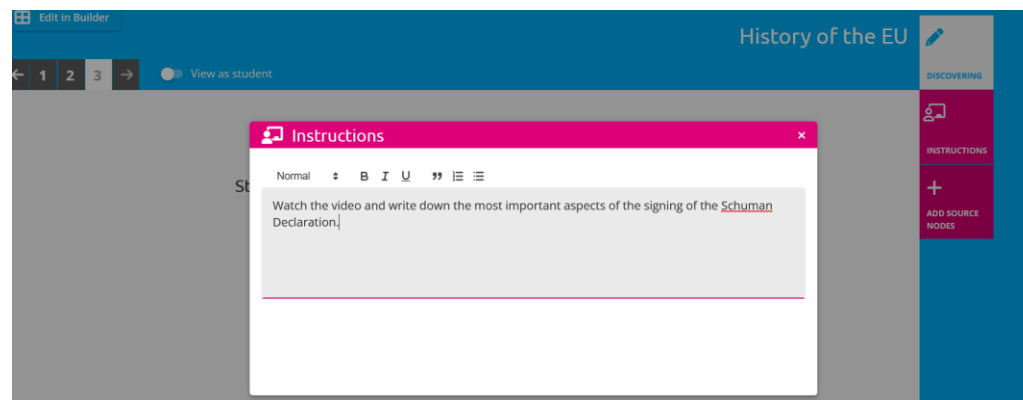 Edit in Builder
History of the EU
1 2 3
View as student
DISCOVERING
Instructions
INSTRUCTIONS
Normal B I U
St
Watch the video and write down the most important aspects of the signing of the Schuman
Declaration.
ADD SOURCE
NODES